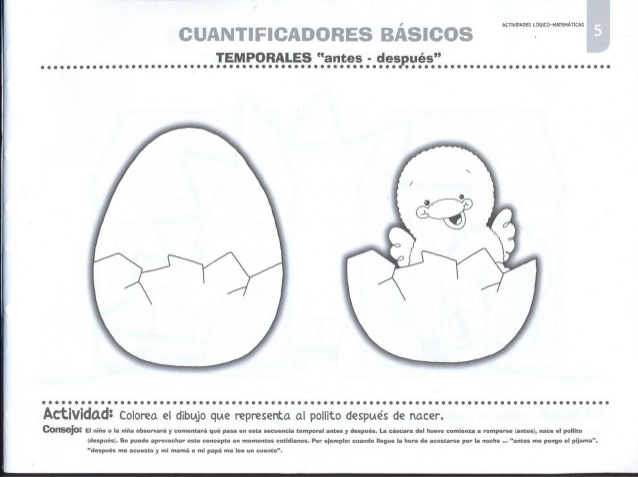 ACTIVIDADES LÓGICO-MATEMÁTICAS
5
CUANTIFICADORES BÁSICOS
TEMPORALES "antes - después"
Actividad: Colorea el dibujo que representa al pollito después de nacer.
Consejo: El niño o la niña observará y comentará qué pasa en esta secuencia temporal antes y después. La cáscara del huevo comienza a romperse (antes), nace el pollito
(después). Se puede aprovechar este concepto en momentos cotidianos. Por ejemplo: cuando llegue la hora de acostarse por la noche ... "antes me pongo el pijama",
"después me acuesto y mi mamá o mi papá me lee un cuento".